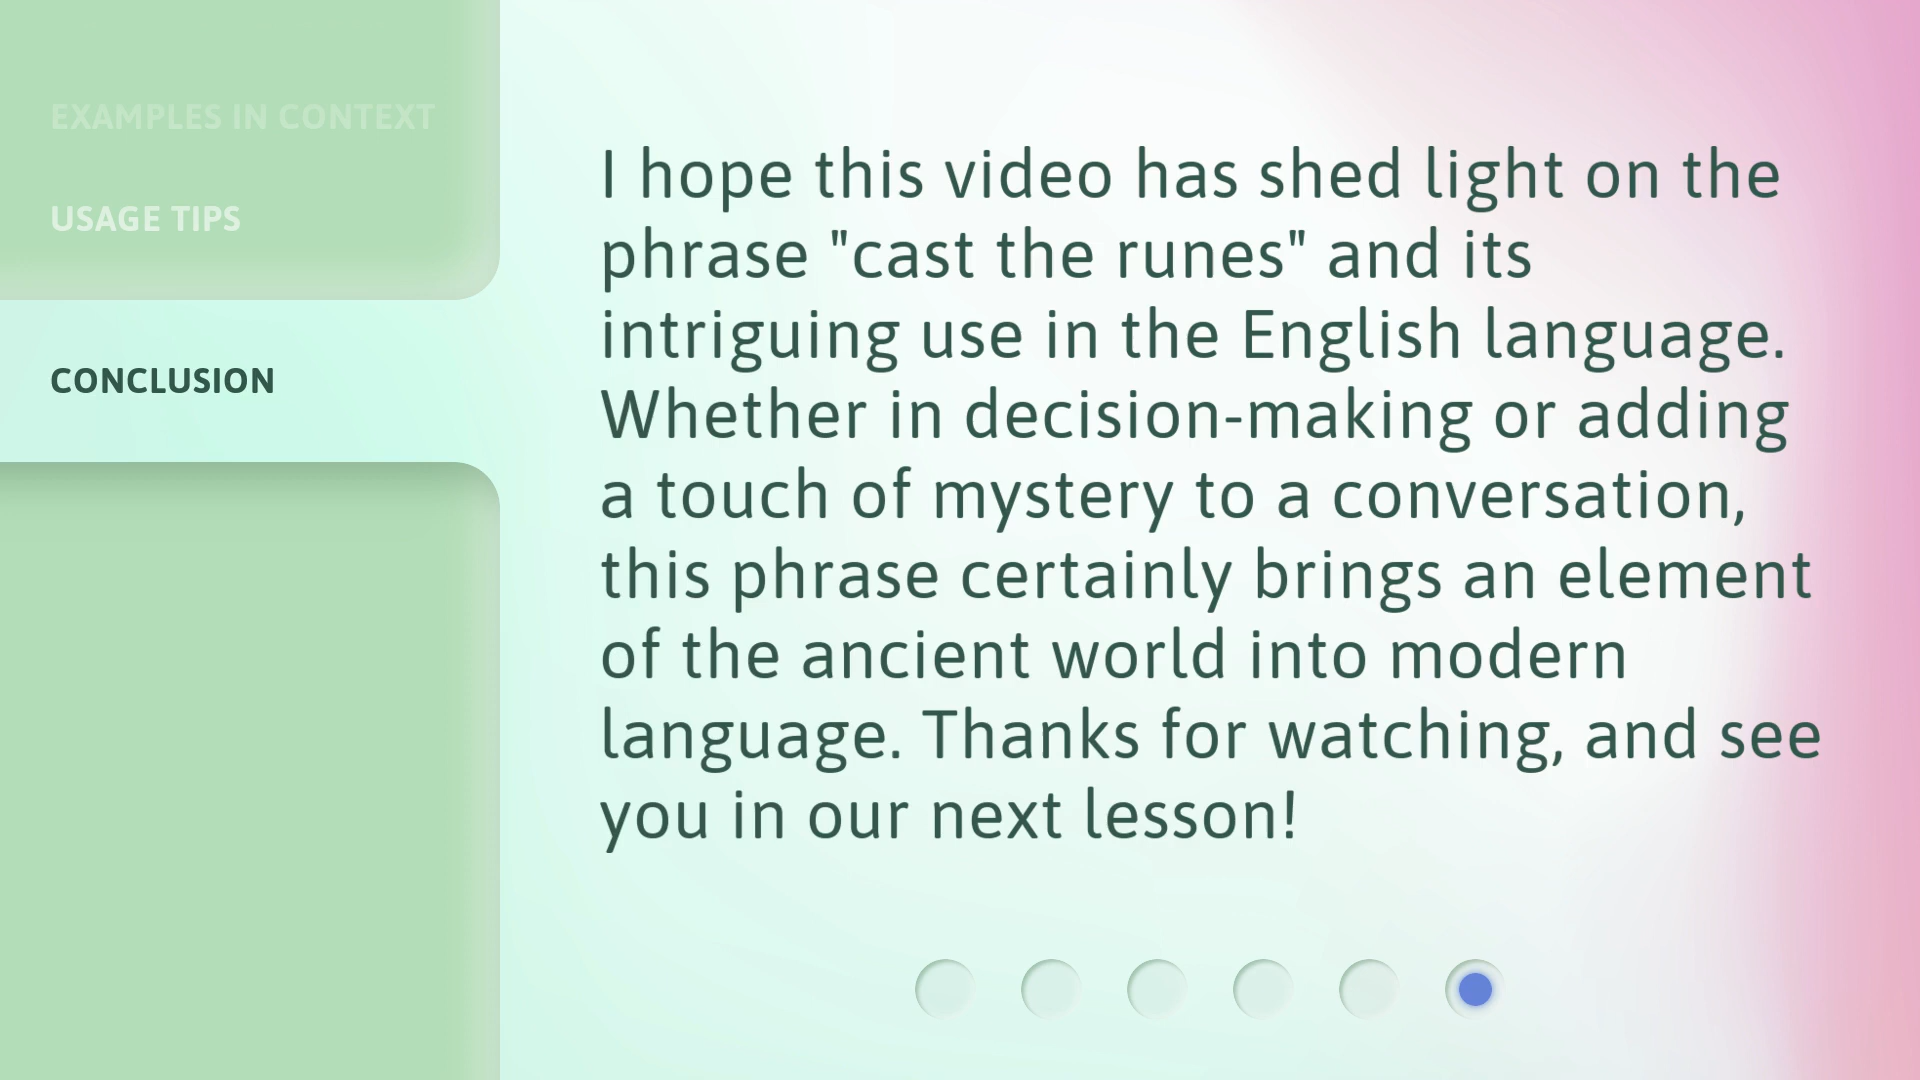 EXAMPLES IN CONTEXT
USAGE TIPS
CONCLUSION
I hope this video has shed light on the
phrase "cast the runes" and its
intriguing use in the English language.
Whether in decision-making or adding
a touch of mystery to a conversation,
this phrase certainly brings an element
of the ancient world into modern
language. Thanks for watching, and see
you in our next lesson!